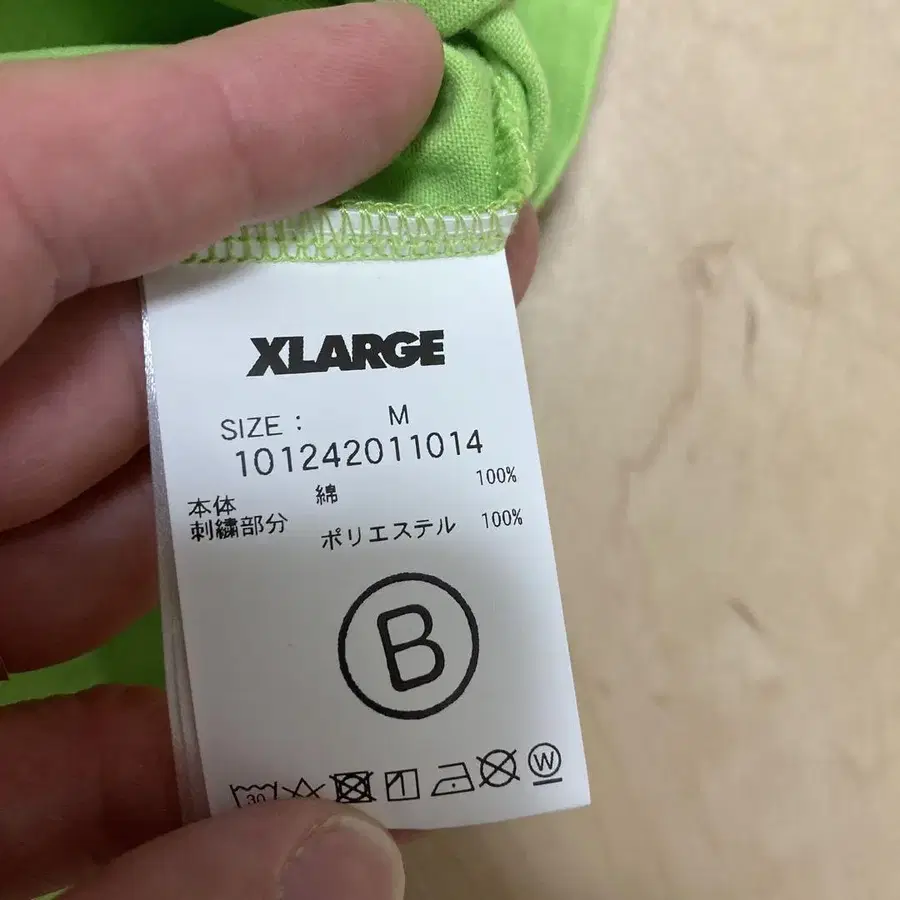 XLARGE
SIZE : M
101242011014
本体 綿 100%
刺繍部分 ポリエステル 100%
B
30
W